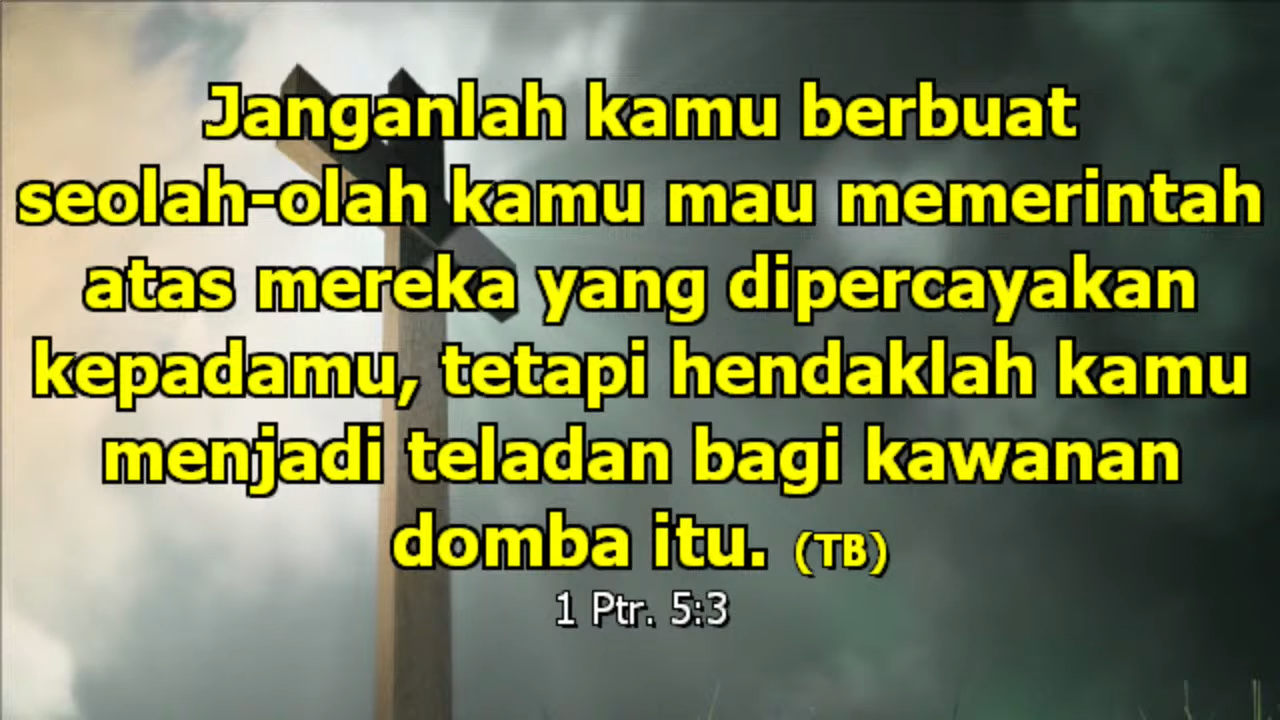 Janganlah kamu berbuat
seolah-olah kamu mau memerintah
atas mereka yang dipercayakan
kepadamu, tetapi hendaklah kamu
menjadi teladan bagi kawanan
domba itu. (TB)
1 Ptr. 5:3